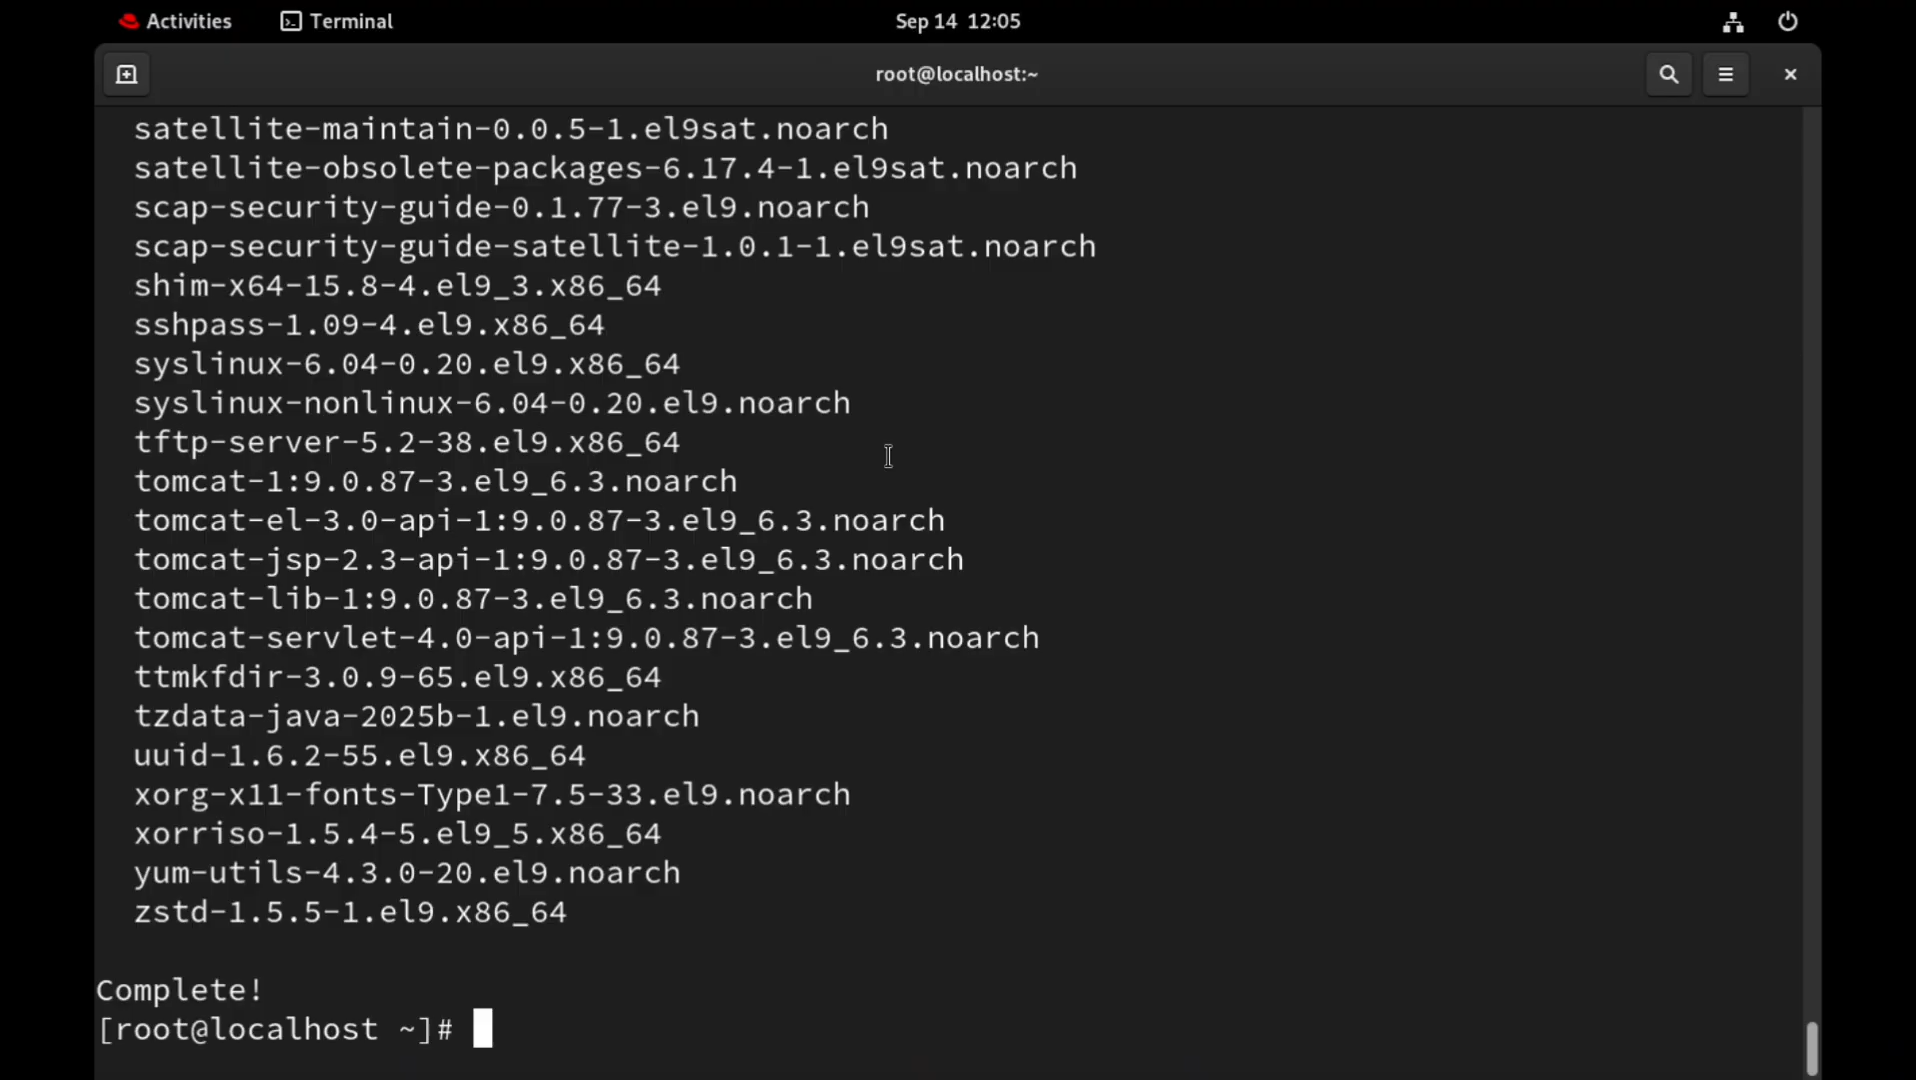 Activities
Terminal
Sep 14 12:05
root@localhost:~
satellite-maintain-0.0.5-1.el9sat.noarch
satellite-obsolete-packages-6.17.4-1.el9sat.noarch
scap-security-guide-0.1.77-3.el9.noarch
scap-security-guide-satellite-1.0.1-1.el9sat.noarch
shim-x64-15.8-4.el9_3.x86_64
sshpass-1.09-4.el9.x86_64
syslinux-6.04-0.20.el9.x86_64
syslinux-nonlinux-6.04-0.20.el9.noarch
tftp-server-5.2-38.el9.x86_64
tomcat-1:9.0.87-3.el9_6.3.noarch
tomcat-el-3.0-api-1:9.0.87-3.el9_6.3.noarch
tomcat-jsp-2.3-api-1:9.0.87-3.el9_6.3.noarch
tomcat-lib-1:9.0.87-3.el9_6.3.noarch
tomcat-servlet-4.0-api-1:9.0.87-3.el9_6.3.noarch
ttmkfdir-3.0.9-65.el9.x86_64
tzdata-java-2025b-1.el9.noarch
uuid-1.6.2-55.el9.x86_64
xorg-x11-fonts-Type1-7.5-33.el9.noarch
xorriso-1.5.4-5.el9_5.x86_64
yum-utils-4.3.0-20.el9.noarch
zstd-1.5.5-1.el9.x86_64
Complete!
[root@localhost ~]#